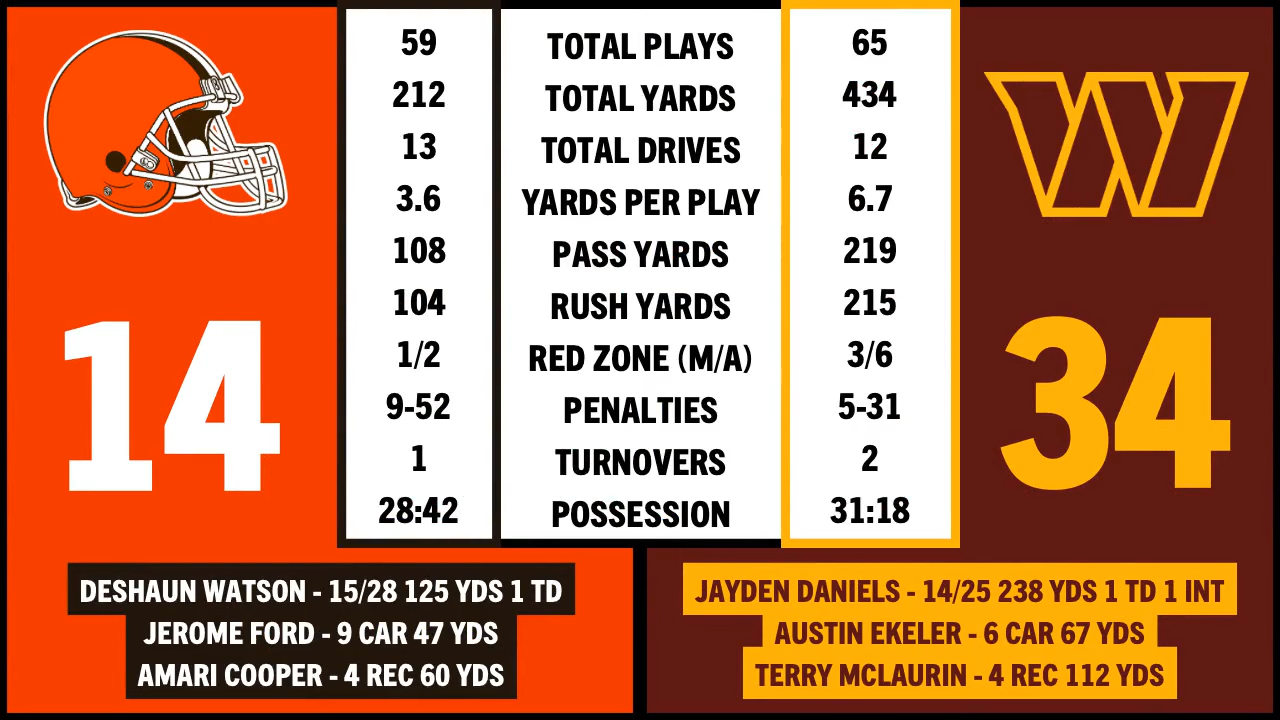 59 TOTAL PLAYS 65
212 TOTAL YARDS 434
13 TOTAL DRIVES 12
3.6 YARDS PER PLAY 6.7
108 PASS YARDS 219
104 RUSH YARDS 215
1/2 RED ZONE (M/A) 3/6
9-52 PENALTIES 5-31
1 TURNOVERS 2
28:42 POSSESSION 31:18
W
14
34
DESHAUN WATSON - 15/28 125 YDS 1 TD
JEROME FORD - 9 CAR 47 YDS
AMARI COOPER - 4 REC 60 YDS
JAYDEN DANIELS - 14/25 238 YDS 1 TD 1 INT
AUSTIN EKELER - 6 CAR 67 YDS
TERRY MCLAURIN - 4 REC 112 YDS